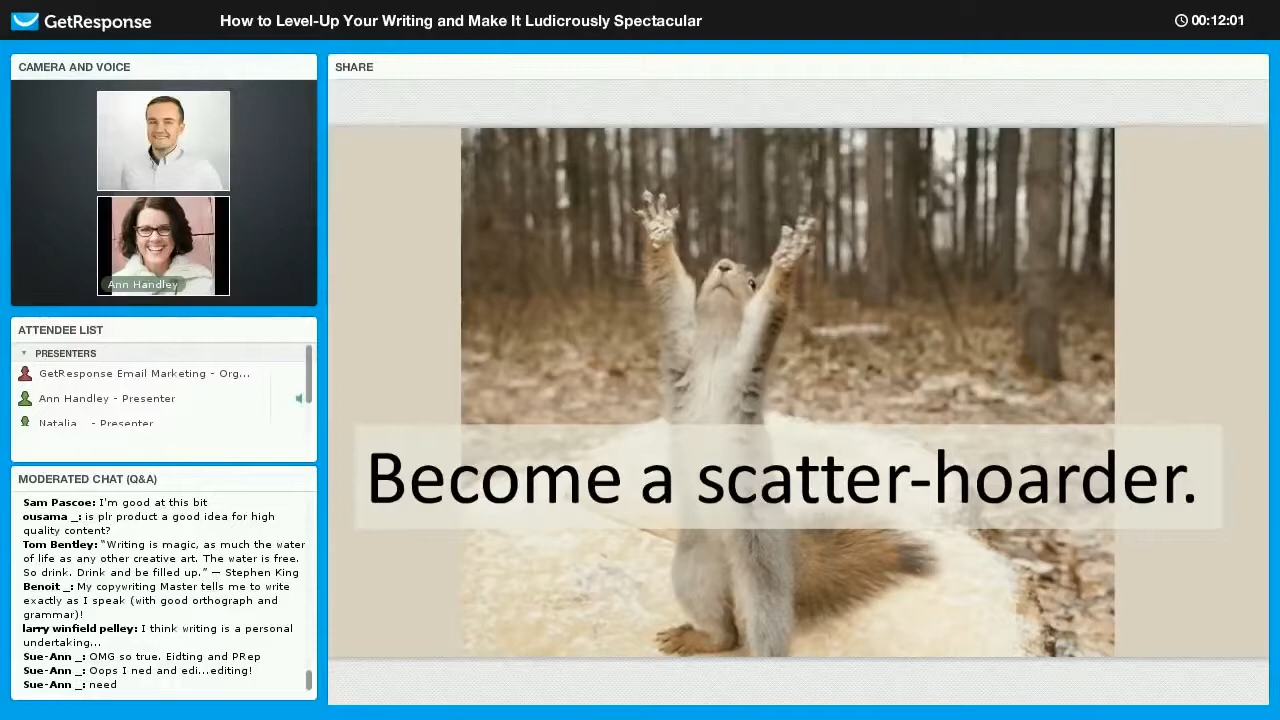 GetResponse
How to Level-Up Your Writing and Make It Ludicrously Spectacular
00:12:01
CAMERA AND VOICE
Ann Handley
ATTENDEE LIST
PRESENTERS
GetResponse Email Marketing - Org...
Ann Handley - Presenter
Natalia _ - Presenter
MODERATED CHAT (Q&A)
Sam Pascoe: I'm good at this bit
ousama _: is plr product a good idea for high
quality content?
Tom Bentley: "Writing is magic, as much the water
of life as any other creative art. The water is free.
So drink. Drink and be filled up." — Stephen King
Benoit _: My copywriting Master tells me to write
exactly as I speak (with good orthograph and
grammar)!
larry winfield pelley: I think writing is a personal
undertaking...
Sue-Ann _: OMG so true. Eidting and PRep
Sue-Ann _: Oops I ned and edi...editing!
Sue-Ann _: need
SHARE
Become a scatter-hoarder.